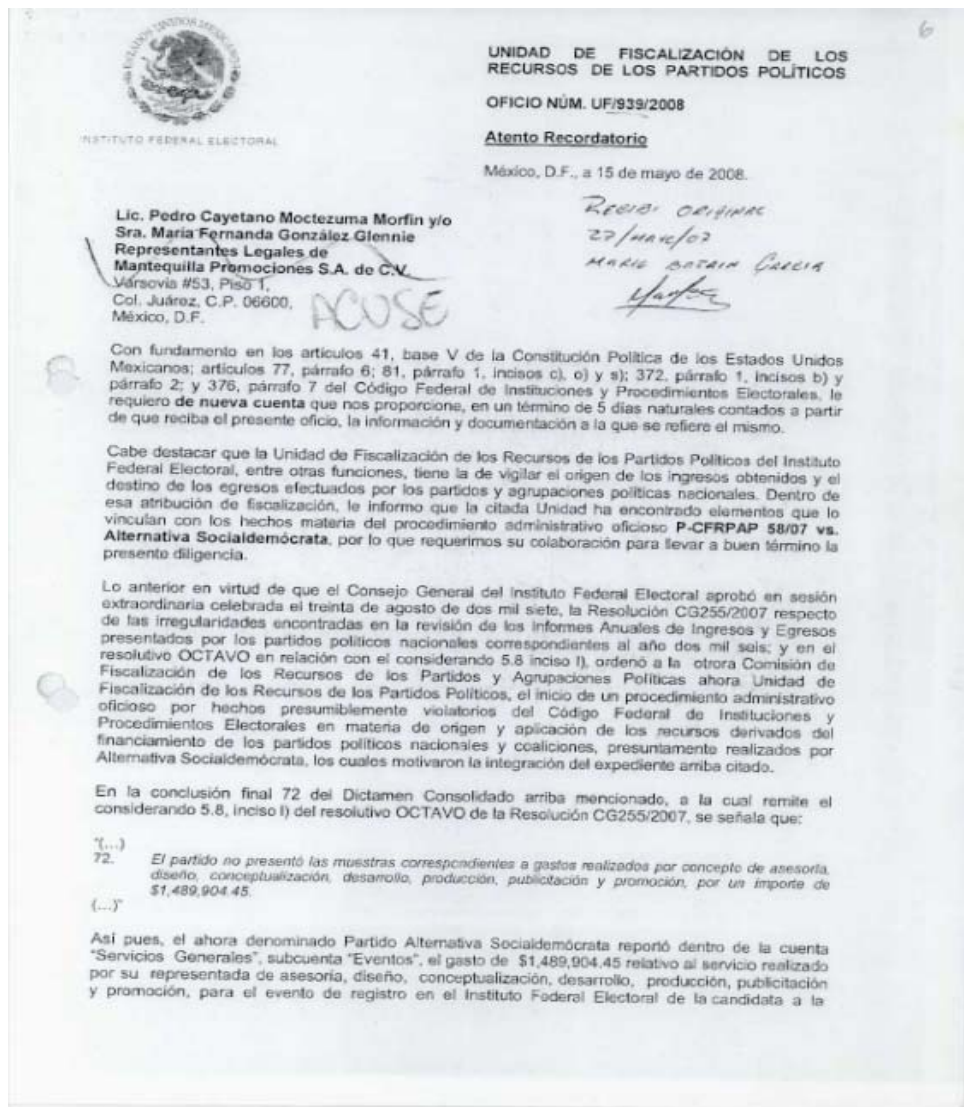 6
ESTADOS UNIDOS MEXICANOS
INSTITUTO FEDERAL ELECTORAL
UNIDAD DE FISCALIZACIÓN DE LOS
RECURSOS DE LOS PARTIDOS POLÍTICOS
OFICIO NÚM. UF/939/2008
Atento Recordatorio
México, D.F., a 15 de mayo de 2008.
Recibi original
Lic. Pedro Cayetano Moctezuma Morfin y/o
Sra. María Fernanda González Glennie
Representantes Legales de
Mantequilla Promociones S.A. de C.V.
Varsovia #53, Piso 1,
Col. Juárez, C.P. 06600,
México, D.F.
ACUSE
Con fundamento en los artículos 41, base V de la Constitución Política de los Estados Unidos
Mexicanos; artículos 77, párrafo 6; 81, párrafo 1, incisos c), o) y s); 372, párrafo 1, incisos b) y
párrafo 2; y 376, párrafo 7 del Código Federal de Instituciones y Procedimientos Electorales, le
requiero de nueva cuenta que nos proporcione, en un término de 5 días naturales contados a partir
de que reciba el presente oficio, la información y documentación a la que se refiere el mismo.
Cabe destacar que la Unidad de Fiscalización de los Recursos de los Partidos Políticos del Instituto
Federal Electoral, entre otras funciones, tiene la de vigilar el origen de los ingresos obtenidos y el
destino de los egresos efectuados por los partidos y agrupaciones políticas nacionales. Dentro de
esa atribución de fiscalización, le informo que la citada Unidad ha encontrado elementos que lo
vinculan con los hechos materia del procedimiento administrativo oficioso P-CFRPAP 58/07 vs.
Alternativa Socialdemócrata, por lo que requerimos su colaboración para llevar a buen término la
presente diligencia.
Lo anterior en virtud de que el Consejo General del Instituto Federal Electoral aprobó en sesión
extraordinaria celebrada el treinta de agosto de dos mil siete, la Resolución CG255/2007 respecto
de las irregularidades encontradas en la revisión de los Informes Anuales de Ingresos y Egresos
presentados por los partidos políticos nacionales correspondientes al año dos mil seis; y en el
resolutivo OCTAVO en relación con el considerando 5.8 inciso l), ordenó a la otrora Comisión de
Fiscalización de los Recursos de los Partidos y Agrupaciones Políticas ahora Unidad de
Fiscalización de los Recursos de los Partidos Políticos, el inicio de un procedimiento administrativo
oficioso por hechos presumiblemente violatorios del Código Federal de Instituciones y
Procedimientos Electorales en materia de origen y aplicación de los recursos derivados del
financiamiento de los partidos políticos nacionales y coaliciones, presuntamente realizados por
Alternativa Socialdemócrata, los cuales motivaron la integración del expediente arriba citado.
En la conclusión final 72 del Dictamen Consolidado arriba mencionado, a la cual remite el
considerando 5.8, inciso l) del resolutivo OCTAVO de la Resolución CG255/2007, se señala que:
"(...)
72. El partido no presentó las muestras correspondientes a gastos realizados por concepto de asesoría,
diseño, conceptualización, desarrollo, producción, publicitación y promoción, por un importe de
$1,489,904.45.
(...)"
Así pues, el ahora denominado Partido Alternativa Socialdemócrata reportó dentro de la cuenta
"Servicios Generales", subcuenta "Eventos", el gasto de $1,489,904.45 relativo al servicio realizado
por su representada de asesoría, diseño, conceptualización, desarrollo, producción, publicitación
y promoción, para el evento de registro en el Instituto Federal Electoral de la candidata a la